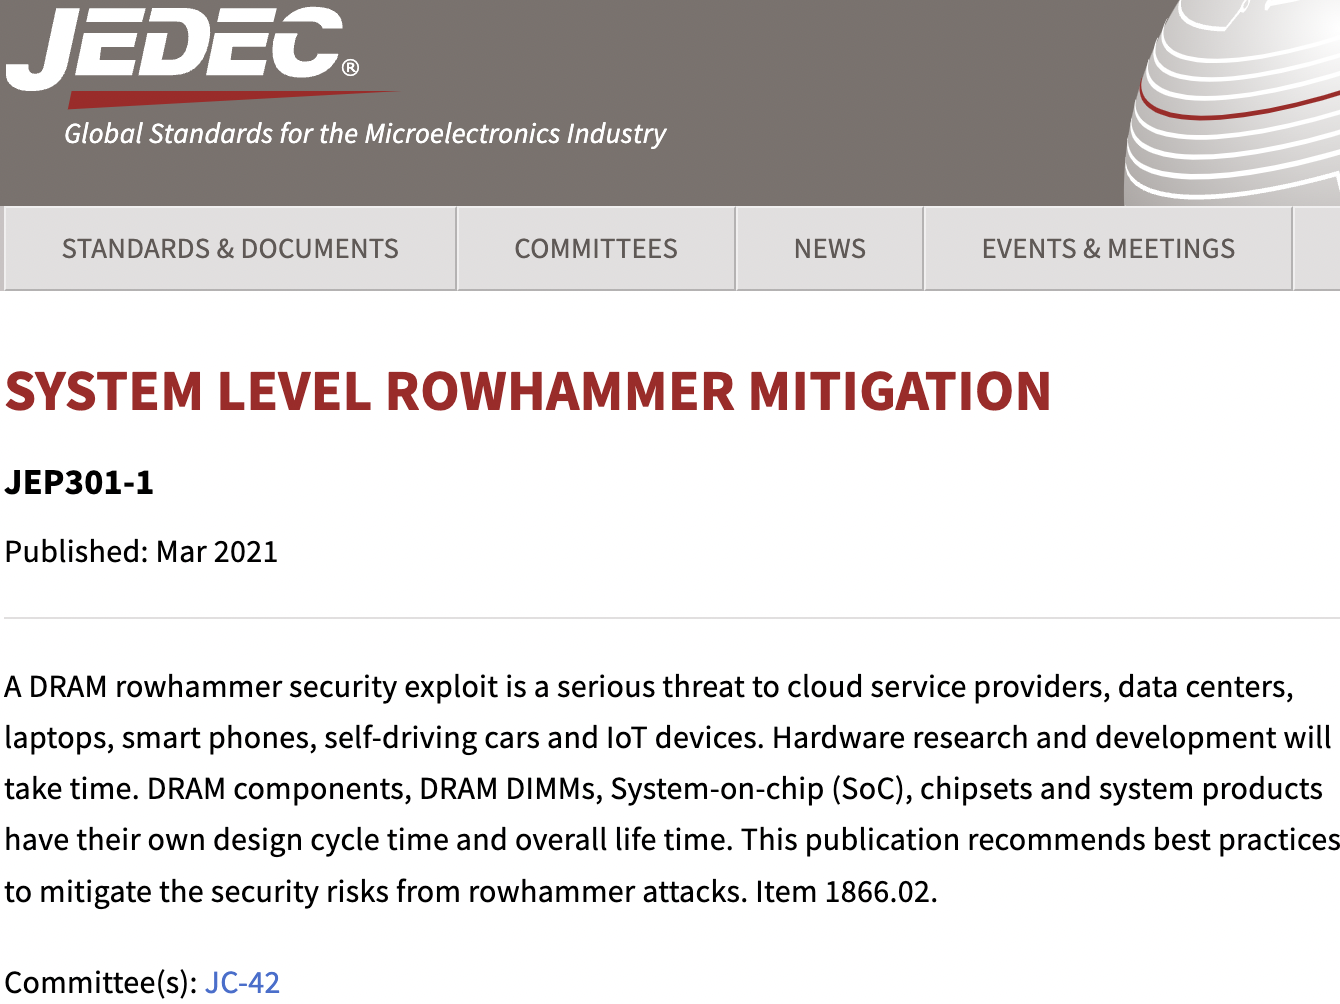 JEDEC®
Global Standards for the Microelectronics Industry
STANDARDS & DOCUMENTS
COMMITTEES
NEWS
EVENTS & MEETINGS
SYSTEM LEVEL ROWHAMMER MITIGATION
JEP301-1
Published: Mar 2021
A DRAM rowhammer security exploit is a serious threat to cloud service providers, data centers,
laptops, smart phones, self-driving cars and IoT devices. Hardware research and development will
take time. DRAM components, DRAM DIMMs, System-on-chip (SoC), chipsets and system products
have their own design cycle time and overall life time. This publication recommends best practices
to mitigate the security risks from rowhammer attacks. Item 1866.02.
Committee(s): JC-42